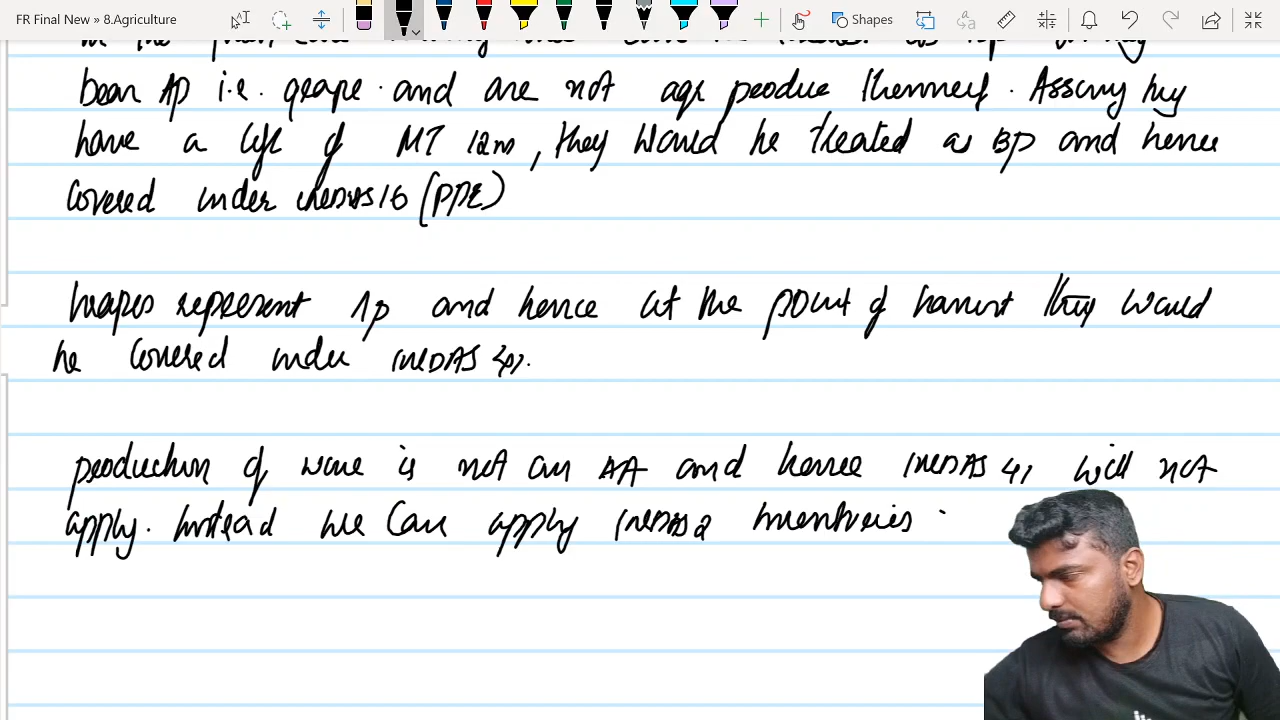 FR Final New » 8.Agriculture
Shapes
bear AP i.e. grape. and are not agr produce themself. Assuming they
have a life of MT 12m, they would be treated as BP and hence
covered under INDAS 16 (PPE)
Grapes represent AP and hence at the point of harvest they would
be covered under INDAS 41.
production of wine is not an AA and hence INDAS 41 will not
apply. Instead we can apply INDAS 2 Inventories.